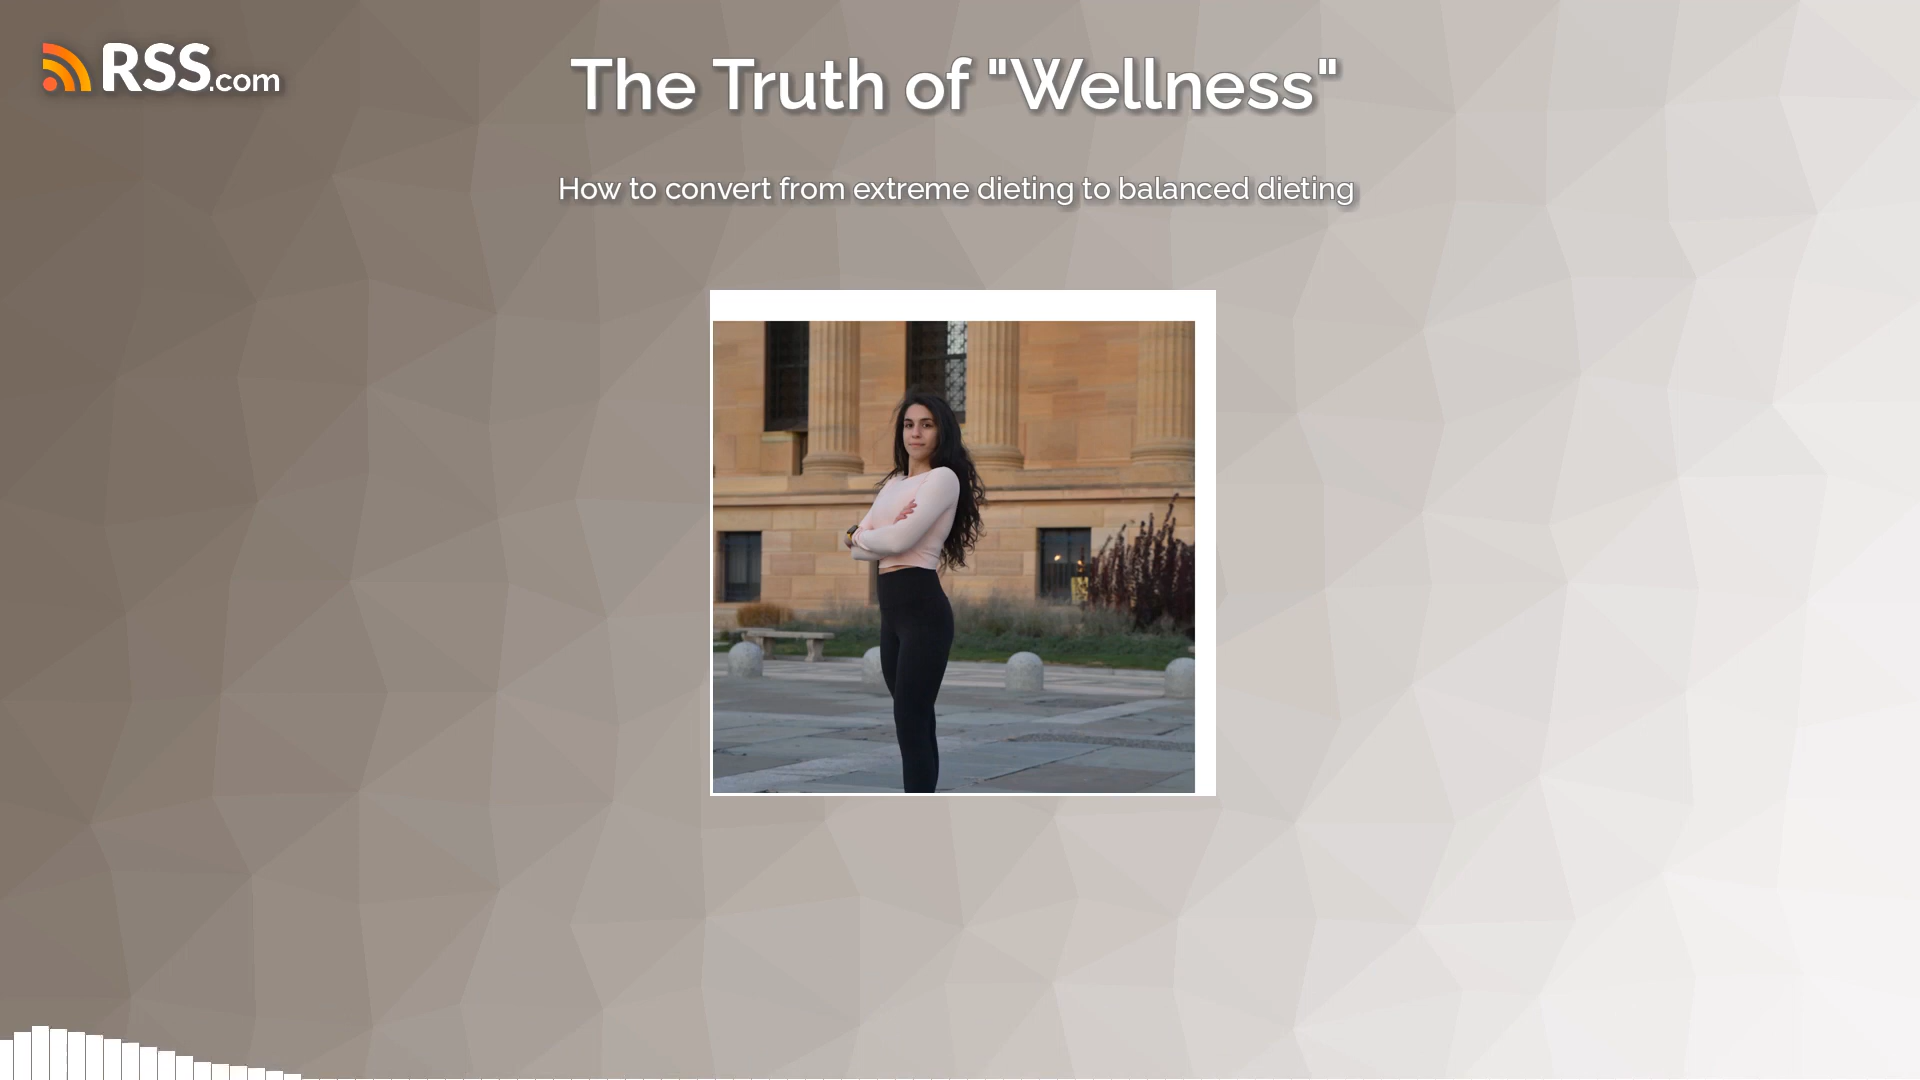 RSS.com
The Truth of "Wellness"
How to convert from extreme dieting to balanced dieting